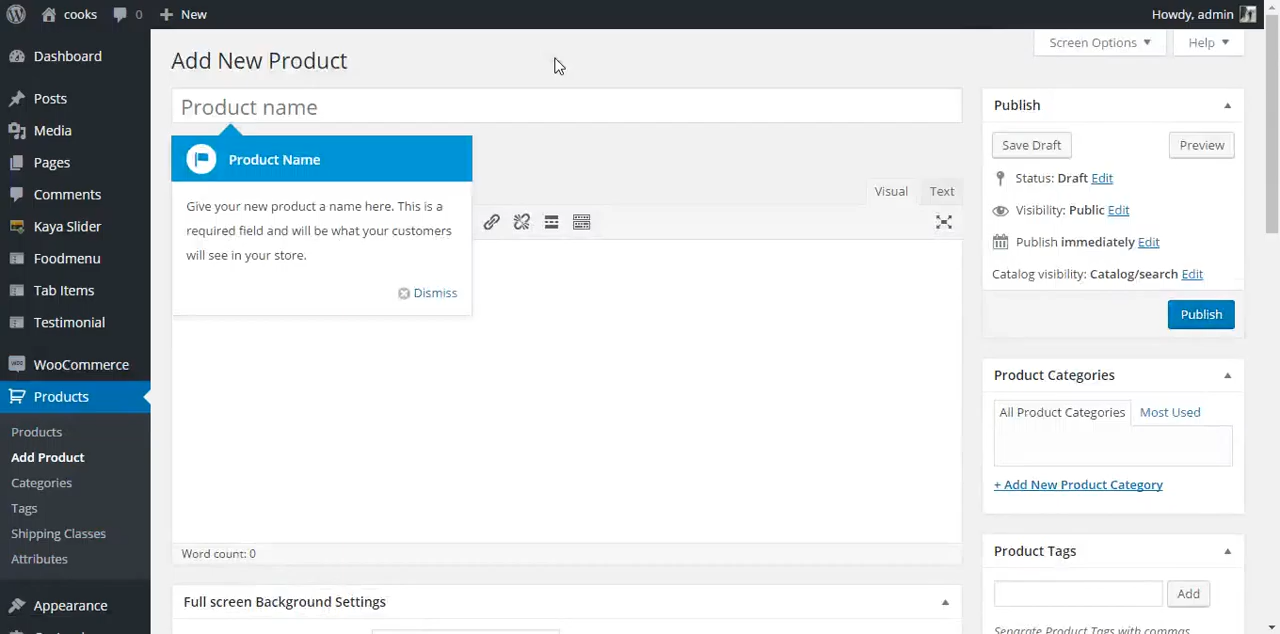 cooks
0
New
Howdy, admin
Screen Options
Help
Dashboard
Posts
Media
Pages
Comments
Kaya Slider
Foodmenu
Tab Items
Testimonial
WooCommerce
Products
Products
Add Product
Categories
Tags
Shipping Classes
Attributes
Appearance
Add New Product
Product name
Product Name
Give your new product a name here. This is a
required field and will be what your customers
will see in your store.
Dismiss
Visual
Text
Word count: 0
Full screen Background Settings
Publish
Save Draft
Preview
Status: Draft Edit
Visibility: Public Edit
Publish immediately Edit
Catalog visibility: Catalog/search Edit
Publish
Product Categories
All Product Categories
Most Used
+ Add New Product Category
Product Tags
Add
Separate Product Tags with commas